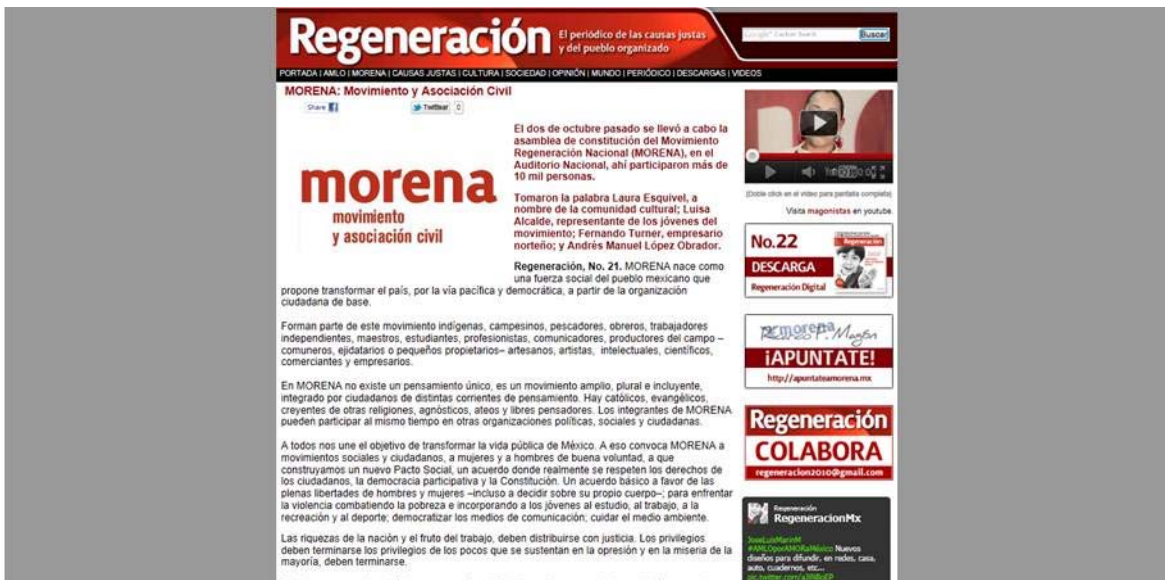 Regeneración
El periódico de las causas justas
y del pueblo organizado
Buscar
PORTADA | AMLO | MORENA | CAUSAS JUSTAS | CULTURA | SOCIEDAD | OPINIÓN | MUNDO | PERIÓDICO | DESCARGAS | VIDEOS
MORENA: Movimiento y Asociación Civil
Share
Twittear 0
morena
movimiento
y asociación civil
El dos de octubre pasado se llevó a cabo la
asamblea de constitución del Movimiento
Regeneración Nacional (MORENA), en el
Auditorio Nacional, ahí participaron más de
10 mil personas.
Tomaron la palabra Laura Esquivel, a
nombre de la comunidad cultural; Luisa
Alcalde, representante de los jóvenes del
movimiento; Fernando Turner, empresario
norteño; y Andrés Manuel López Obrador.
Regeneración, No. 21. MORENA nace como
una fuerza social del pueblo mexicano que
propone transformar el país, por la vía pacífica y democrática, a partir de la organización
ciudadana de base.
Forman parte de este movimiento indígenas, campesinos, pescadores, obreros, trabajadores
independientes, maestros, estudiantes, profesionistas, comunicadores, productores del campo –
comuneros, ejidatarios o pequeños propietarios– artesanos, artistas, intelectuales, científicos,
comerciantes y empresarios.
En MORENA no existe un pensamiento único, es un movimiento amplio, plural e incluyente,
integrado por ciudadanos de distintas corrientes de pensamiento. Hay católicos, evangélicos,
creyentes de otras religiones, agnósticos, ateos y libres pensadores. Los integrantes de MORENA
pueden participar al mismo tiempo en otras organizaciones políticas, sociales y ciudadanas.
A todos nos une el objetivo de transformar la vida pública de México. A eso convoca MORENA a
movimientos sociales y ciudadanos, a mujeres y a hombres de buena voluntad, a que
construyamos un nuevo Pacto Social, un acuerdo donde realmente se respeten los derechos de
los ciudadanos, la democracia participativa y la Constitución. Un acuerdo básico a favor de las
plenas libertades de hombres y mujeres –incluso a decidir sobre su propio cuerpo–; para enfrentar
la violencia combatiendo la pobreza e incorporando a los jóvenes al estudio, al trabajo, a la
recreación y al deporte; democratizar los medios de comunicación; cuidar el medio ambiente.
Las riquezas de la nación y el fruto del trabajo, deben distribuirse con justicia. Los privilegios
deben terminarse los privilegios de los pocos que se sustentan en la opresión y en la miseria de la
mayoría, deben terminarse.
(Doble click en el video para pantalla completa)
Visita magonistas en youtube.
No.22
DESCARGA
Regeneración Digital
Regeneración
morena
Magón
¡APUNTATE!
http://apuntateamorena.mx
Regeneración
COLABORA
regeneracion2010@gmail.com
Regeneración
RegeneracionMx
JoseLuisMarinM
#AMLOporAMORaMéxico Nuevos
diseños para difundir, en redes, casa,
auto, cuadernos, etc...